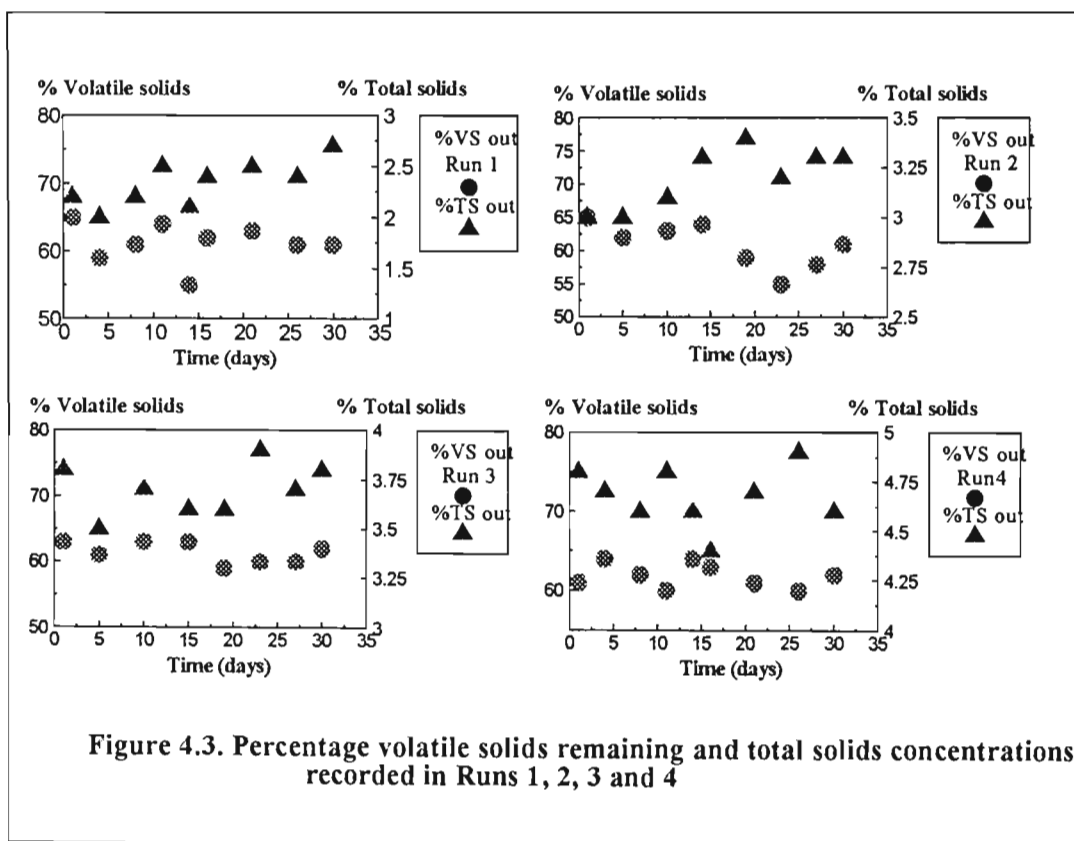 % Volatile solids
% Total solids
80
70
60
50
3
2.5
2
1.5
1
0 5 10 15 20 25 30 35
Time (days)
%VS out
Run 1
%TS out
% Volatile solids
% Total solids
80
75
70
65
60
55
50
3.5
3.25
3
2.75
2.5
0 5 10 15 20 25 30 35
Time (days)
%VS out
Run 2
%TS out
% Volatile solids
% Total solids
80
70
60
50
4
3.75
3.5
3.25
3
0 5 10 15 20 25 30 35
Time (days)
%VS out
Run 3
%TS out
% Volatile solids
% Total solids
80
70
60
5
4.75
4.5
4.25
4
0 5 10 15 20 25 30 35
Time (days)
%VS out
Run4
%TS out
Figure 4.3. Percentage volatile solids remaining and total solids concentrations
recorded in Runs 1, 2, 3 and 4